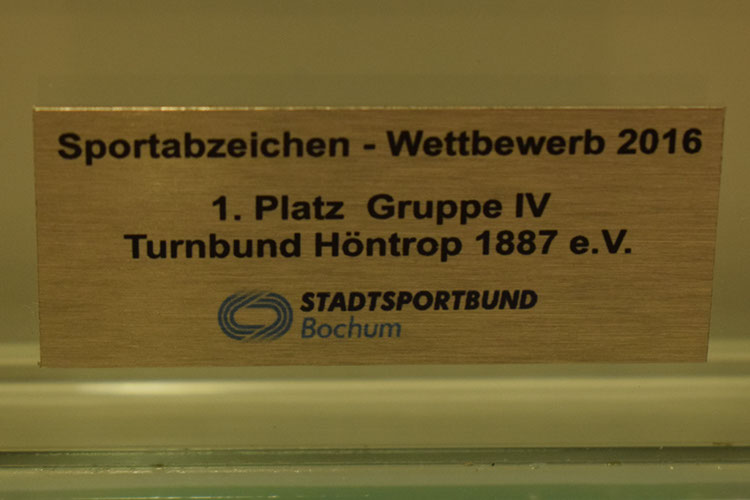 Sportabzeichen - Wettbewerb 2016
1. Platz Gruppe IV
Turnbund Höntrop 1887 e.V.
STADTSPORTBUND
Bochum